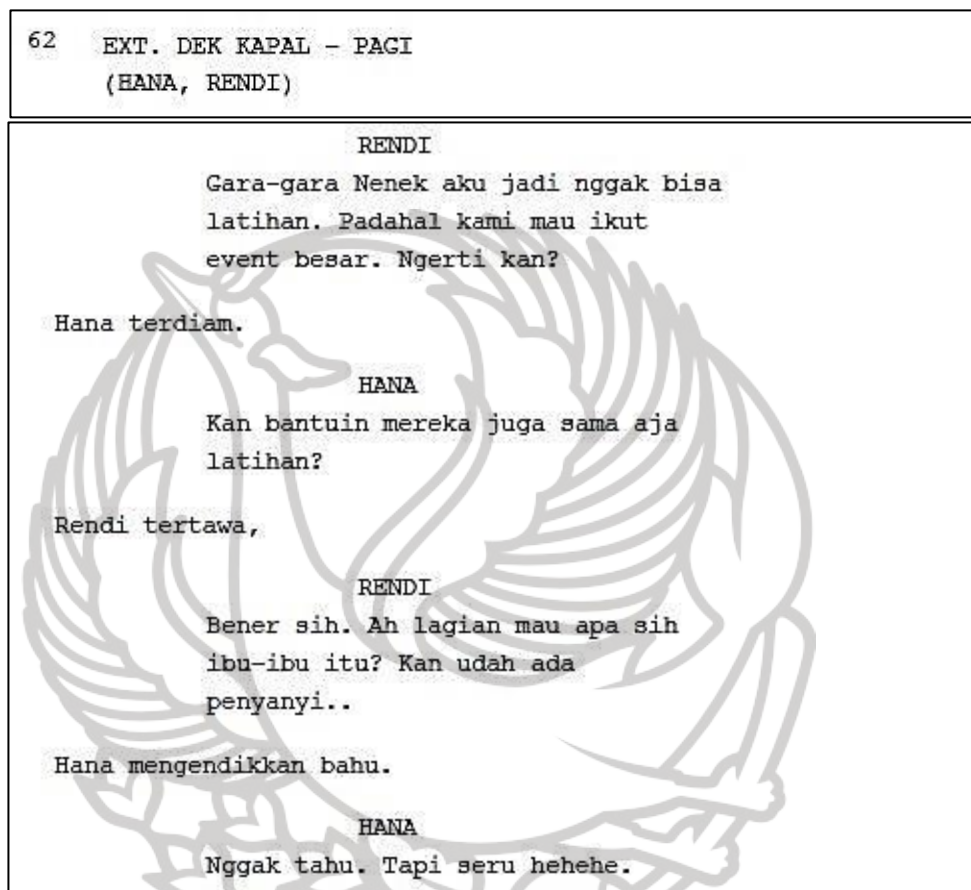 62 EXT. DEK KAPAL – PAGI
(HANA, RENDI)
RENDI
Gara-gara Nenek aku jadi nggak bisa
latihan. Padahal kami mau ikut
event besar. Ngerti kan?
Hana terdiam.
HANA
Kan bantuin mereka juga sama aja
latihan?
Rendi tertawa,
RENDI
Bener sih. Ah lagian mau apa sih
ibu-ibu itu? Kan udah ada
penyanyi..
Hana mengendikkan bahu.
HANA
Nggak tahu. Tapi seru hehehe.